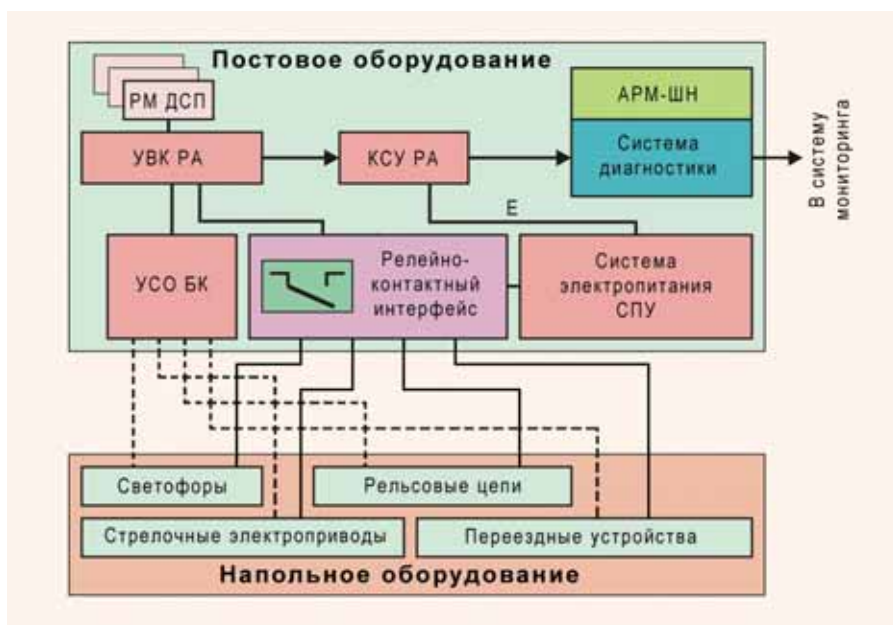 Постовое оборудование
РМ ДСП
АРМ-ШН
УВК РА
КСУ РА
Система
диагностики
В систему
мониторинга
Е
УСО БК
Релейно-
контактный
интерфейс
Система
электропитания
СПУ
Светофоры
Рельсовые цепи
Стрелочные электроприводы
Переездные устройства
Напольное оборудование